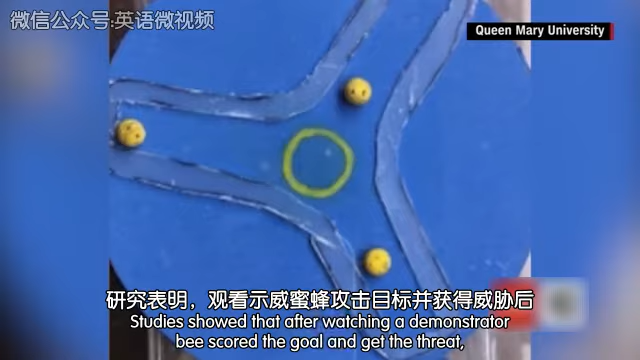 微信公众号:英语微视频
Queen Mary University
研究表明，观看示威蜜蜂攻击目标并获得威胁后
Studies showed that after watching a demonstrator
bee scored the goal and get the threat,